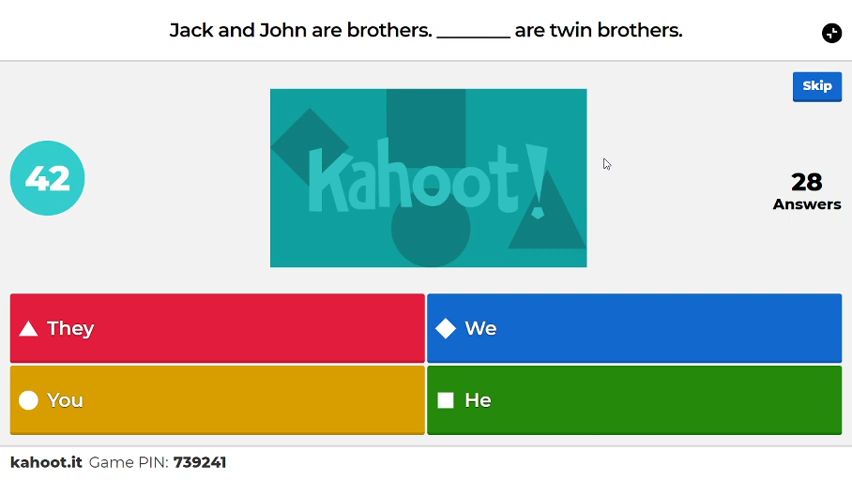 Jack and John are brothers. _______ are twin brothers.
Skip
42
Kahoot!
28
Answers
They
We
You
He
kahoot.it Game PIN: 739241